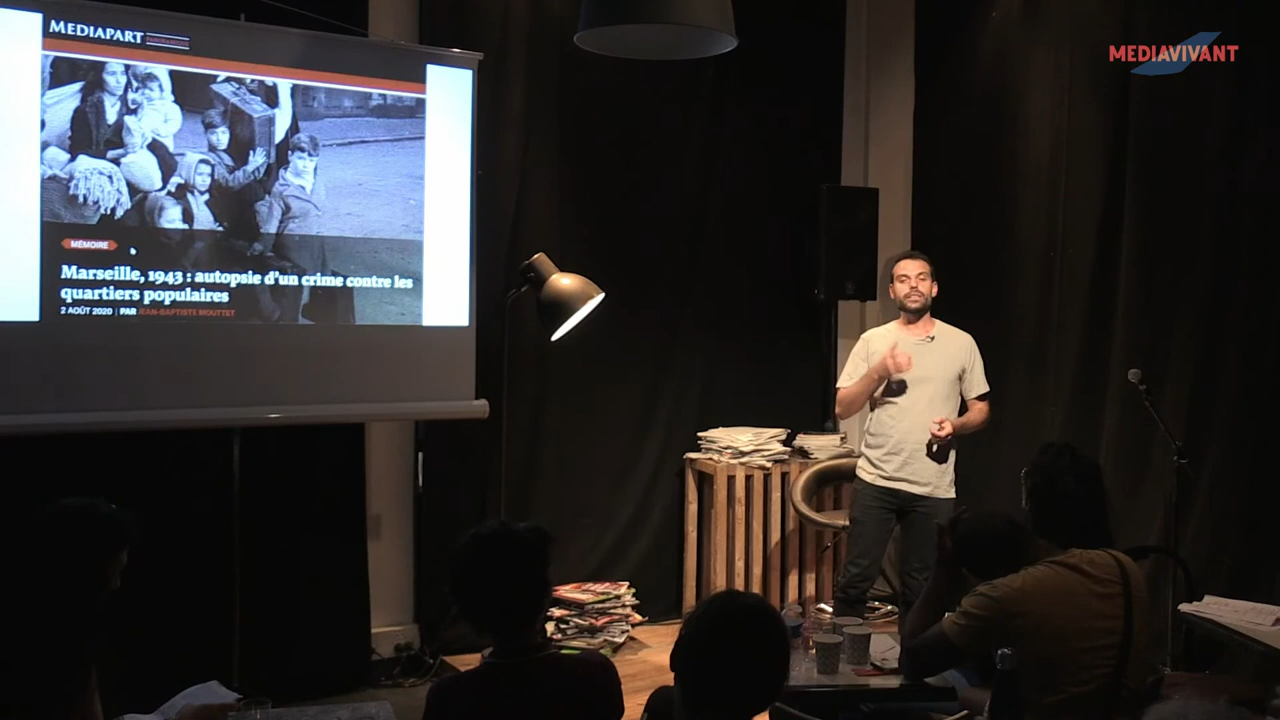 MEDIAPART
PANORAMIQUE
MEDIAVIVANT
MÉMOIRE
Marseille, 1943 : autopsie d'un crime contre les
quartiers populaires
2 AOÛT 2020 | PAR JEAN-BAPTISTE MOUTTET